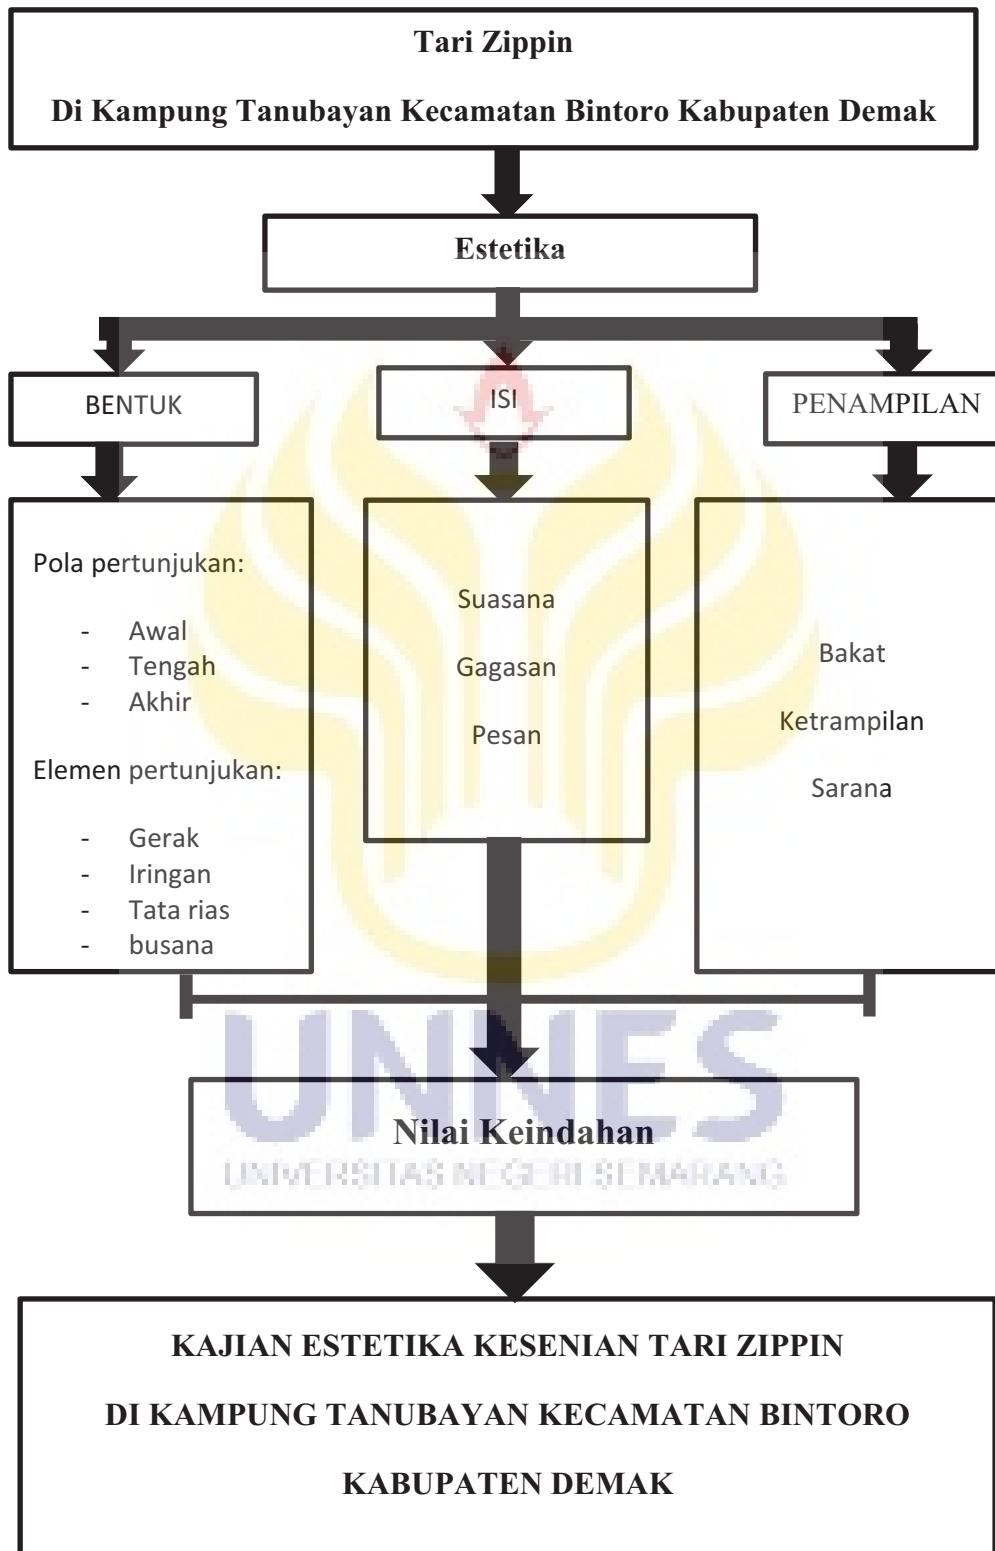 Tari Zippin
Di Kampung Tanubayan Kecamatan Bintoro Kabupaten Demak
Estetika
BENTUK
ISI
PENAMPILAN
Pola pertunjukan:
- Awal
- Tengah
- Akhir
Elemen pertunjukan:
- Gerak
- Iringan
- Tata rias
- busana
Suasana
Gagasan
Pesan
Bakat
Ketrampilan
Sarana
UNNES
Nilai Keindahan
UNIVERSITAS NEGERI SEMARANG
KAJIAN ESTETIKA KESENIAN TARI ZIPPIN
DI KAMPUNG TANUBAYAN KECAMATAN BINTORO
KABUPATEN DEMAK